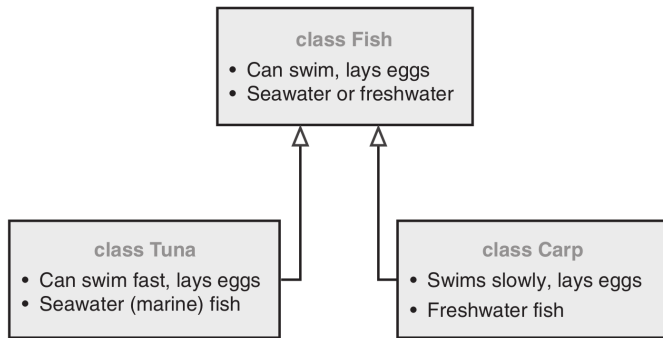 class Fish
• Can swim, lays eggs
• Seawater or freshwater
class Tuna
• Can swim fast, lays eggs
• Seawater (marine) fish
class Carp
• Swims slowly, lays eggs
• Freshwater fish